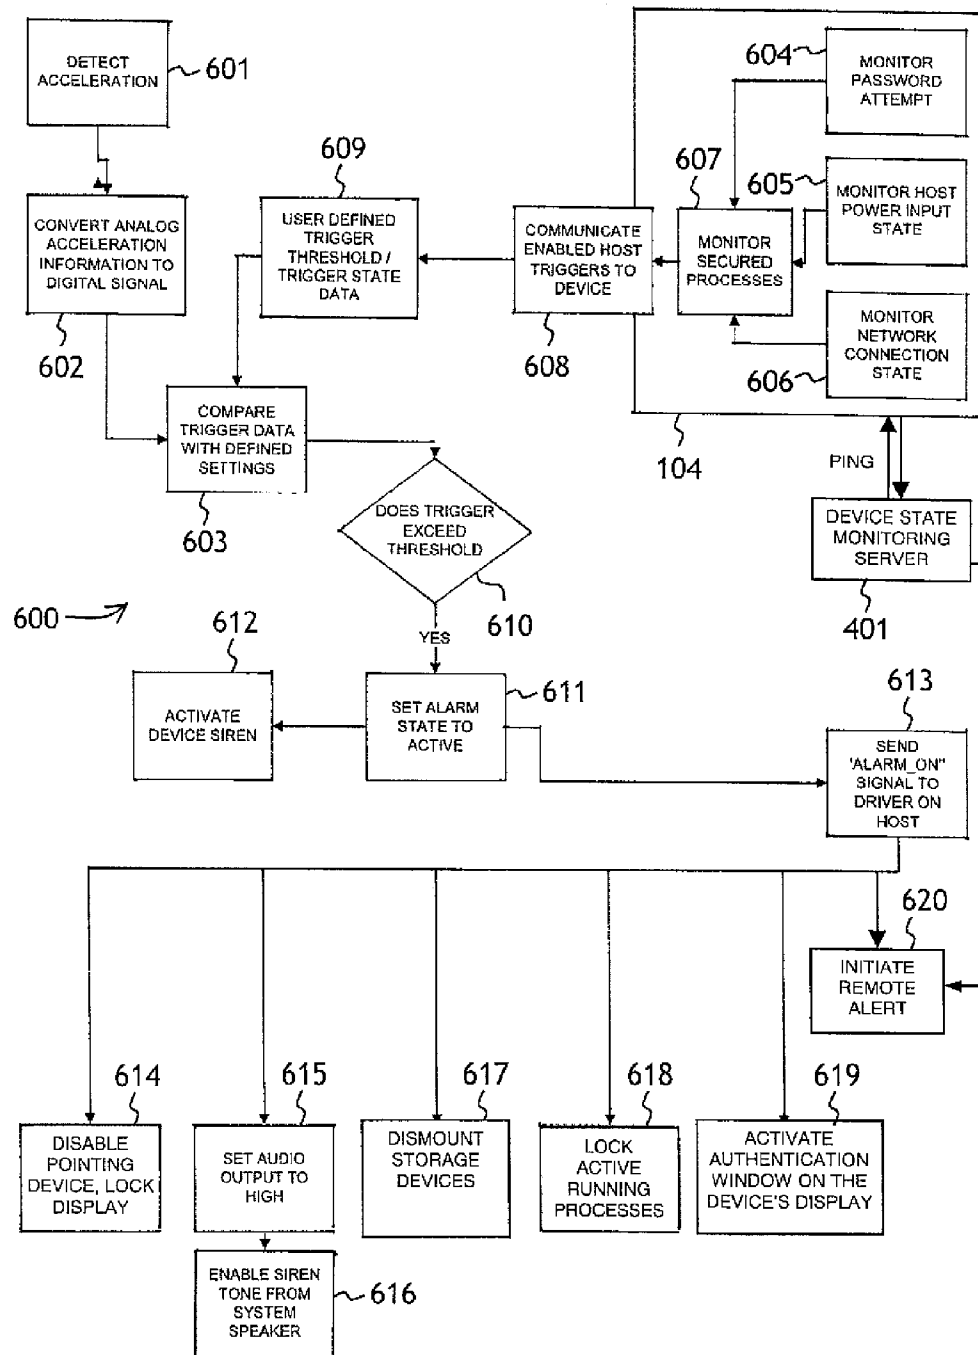 DETECT
ACCELERATION
601
604
MONITOR
PASSWORD
ATTEMPT
609
607
605
MONITOR HOST
POWER INPUT
STATE
CONVERT ANALOG
ACCELERATION
INFORMATION TO
DIGITAL SIGNAL
602
USER DEFINED
TRIGGER
THRESHOLD /
TRIGGER STATE
DATA
COMMUNICATE
ENABLED HOST
TRIGGERS TO
DEVICE
608
MONITOR
SECURED
PROCESSES
MONITOR
NETWORK
CONNECTION
STATE
606
COMPARE
TRIGGER DATA
WITH DEFINED
SETTINGS
603
104
PING
DOES TRIGGER
EXCEED
THRESHOLD
610
DEVICE STATE
MONITORING
SERVER
401
600
YES
612
ACTIVATE
DEVICE SIREN
SET ALARM
STATE TO
ACTIVE
611
613
SEND
'ALARM_ON"
SIGNAL TO
DRIVER ON
HOST
620
INITIATE
REMOTE
ALERT
614
DISABLE
POINTING
DEVICE, LOCK
DISPLAY
615
SET AUDIO
OUTPUT TO
HIGH
617
DISMOUNT
STORAGE
DEVICES
618
LOCK
ACTIVE
RUNNING
PROCESSES
619
ACTIVATE
AUTHENTICATION
WINDOW ON THE
DEVICE'S DISPLAY
ENABLE SIREN
TONE FROM
SYSTEM
SPEAKER
616